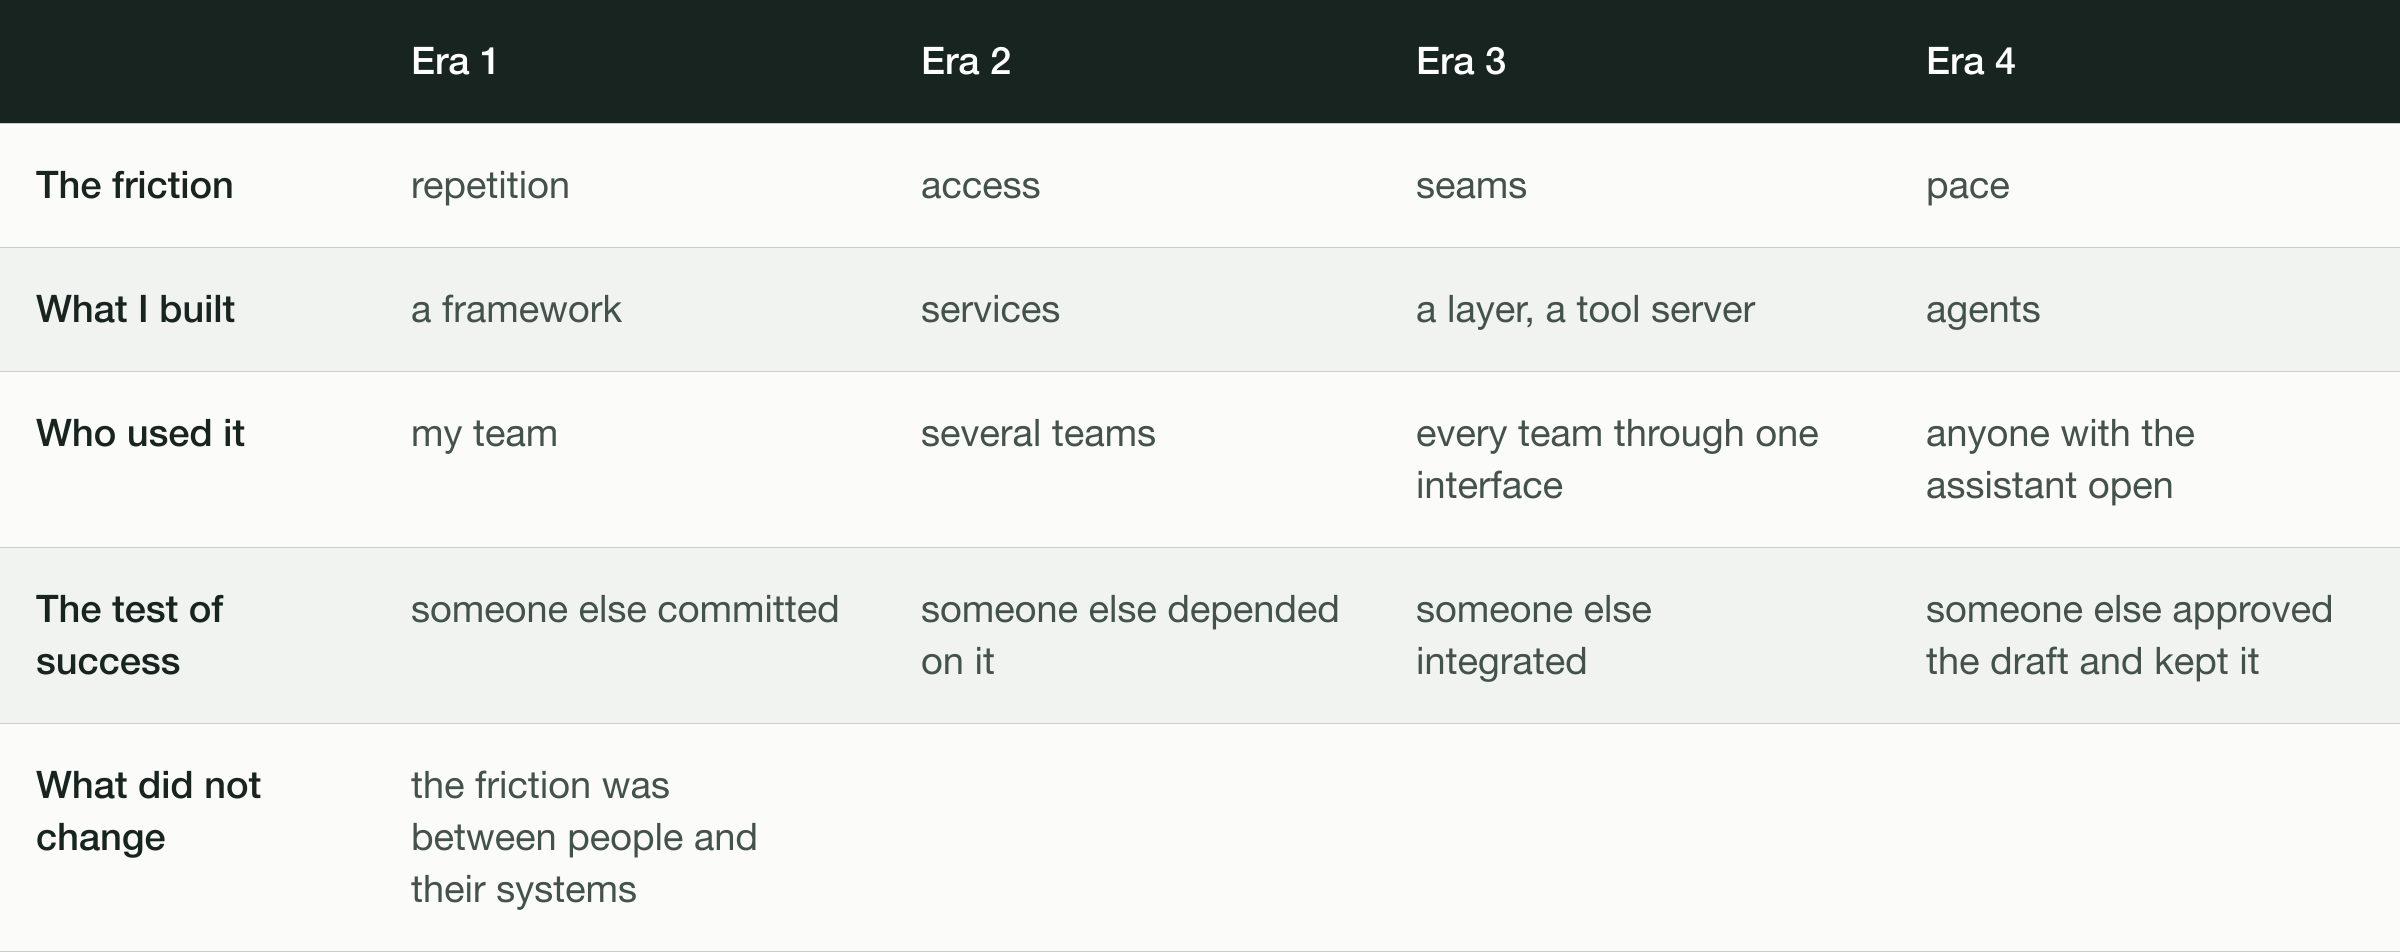 Era 1 Era 2 Era 3 Era 4
The friction repetition access seams pace
What I built a framework services a layer, a tool server agents
Who used it my team several teams every team through one anyone with the
interface assistant open
The test of someone else committed someone else depended someone else someone else approved
success on it integrated the draft and kept it
What did not the friction was
change between people and
their systems